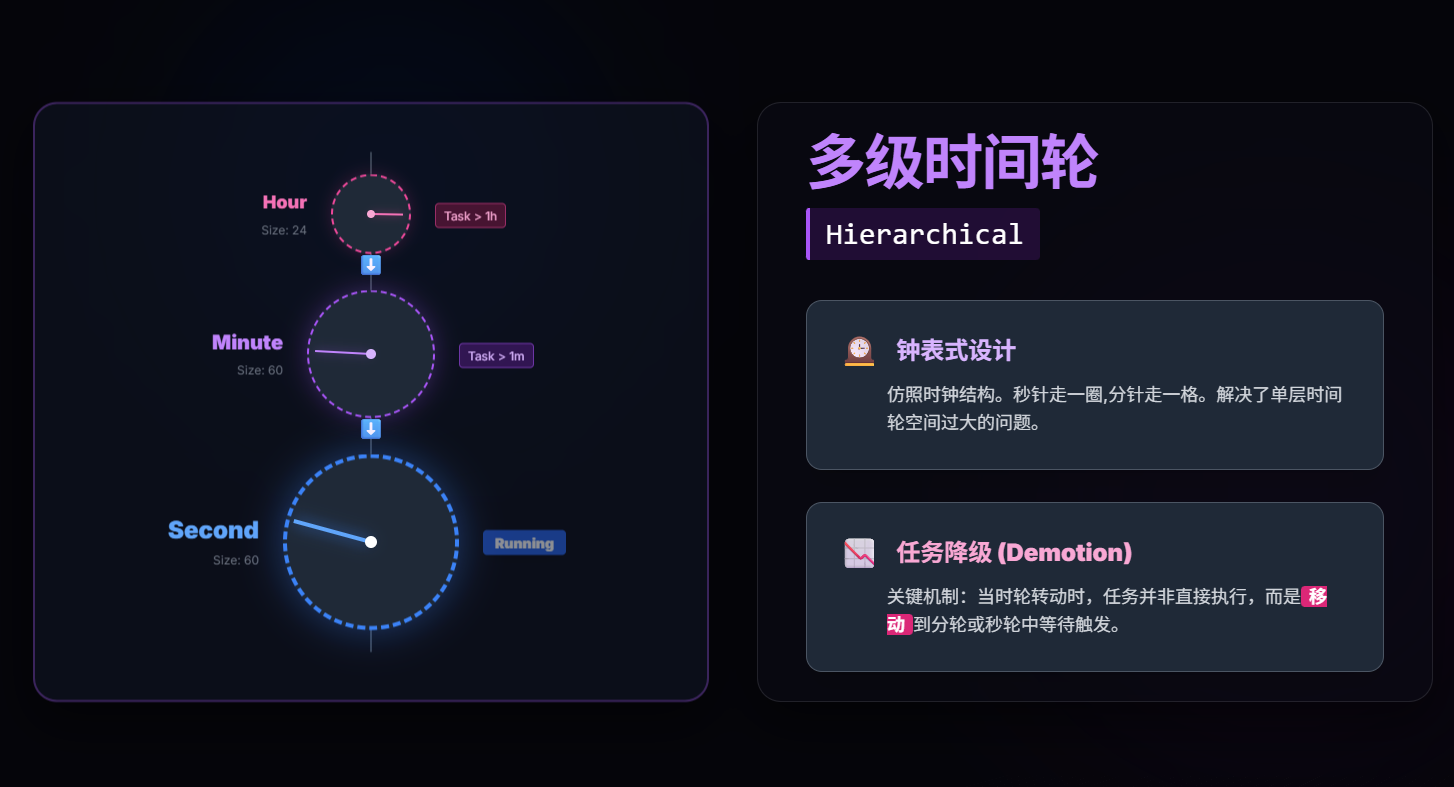 Hour
Size: 24
Task > 1h
Minute
Size: 60
Task > 1m
Second
Size: 60
Running
多级时间轮
Hierarchical
钟表式设计
仿照时钟结构。秒针走一圈,分针走一格。解决了单层时间
轮空间过大的问题。
任务降级 (Demotion)
关键机制：当时轮转动时，任务并非直接执行，而是 移
动 到分轮或秒轮中等待触发。